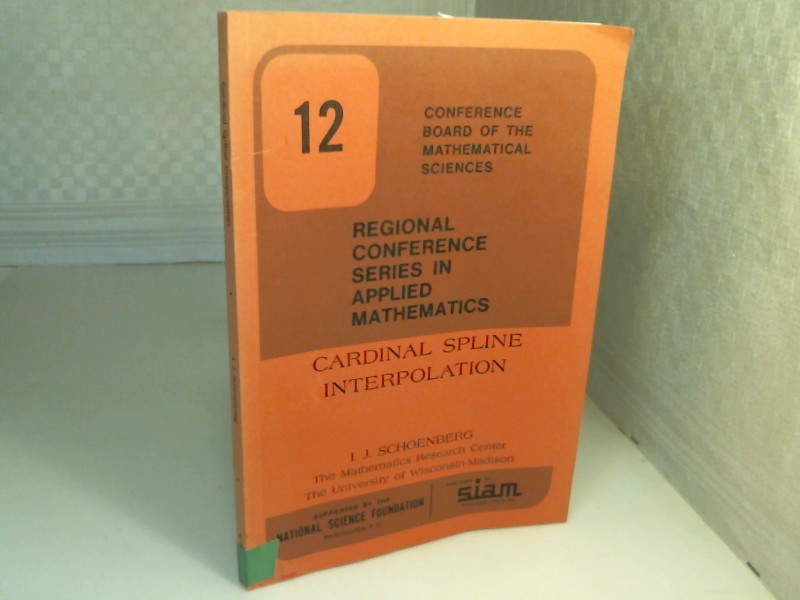 12
CONFERENCE
BOARD OF THE
MATHEMATICAL
SCIENCES
REGIONAL
CONFERENCE
SERIES IN
APPLIED
MATHEMATICS
CARDINAL SPLINE
INTERPOLATION
I. J. SCHOENBERG
The Mathematics Research Center
The University of Wisconsin-Madison
SUPPORTED BY THE
NATIONAL SCIENCE FOUNDATION
siam